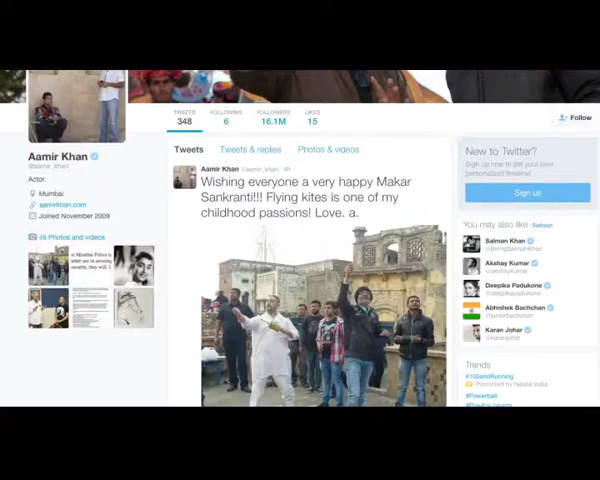 TWEETS FOLLOWING FOLLOWERS LIKES
348 6 16.1M 15
Follow
Aamir Khan
@aamir_khan
Actor.
Mumbai
aamirkhan.com
Joined November 2009
49 Photos and videos
Tweets Tweets & replies Photos & videos
Aamir Khan @aamir_khan
Wishing everyone a very happy Makar
Sankranti!!! Flying kites is one of my
childhood passions! Love. a.
New to Twitter?
Sign up now to get your own
personalized timeline!
Sign up
You may also like Refresh
Salman Khan
@BeingSalmanKhan
Akshay Kumar
@akshaykumar
Deepika Padukone
@deepikapadukone
Abhishek Bachchan
@juniorbachchan
Karan Johar
@karanjohar
Trends
#100andRunning
Promoted by Nestle India
#Powerball